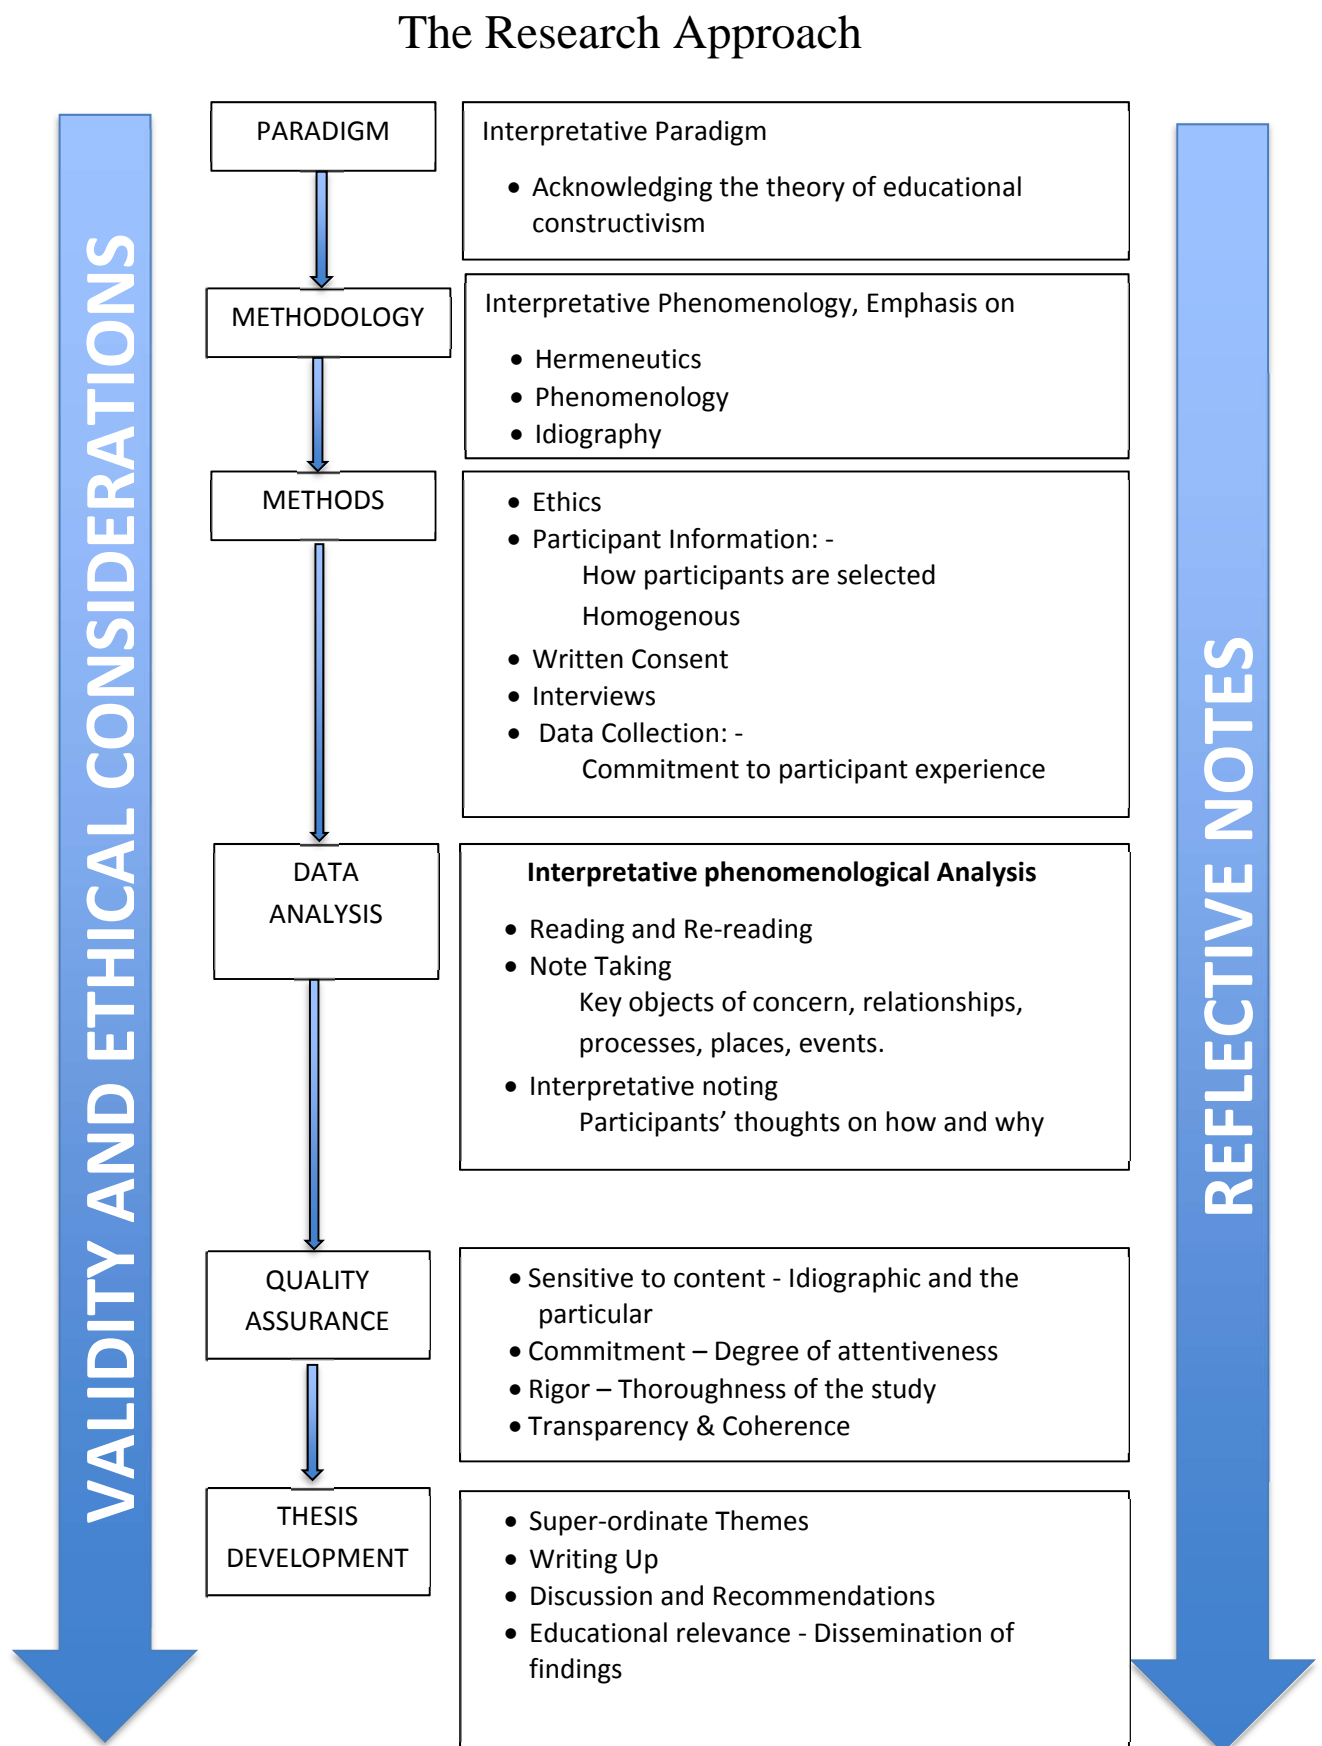 The Research Approach
VALIDITY AND ETHICAL CONSIDERATIONS
PARADIGM
Interpretative Paradigm
• Acknowledging the theory of educational
constructivism
METHODOLOGY
Interpretative Phenomenology, Emphasis on
• Hermeneutics
• Phenomenology
• Idiography
METHODS
• Ethics
• Participant Information: -
How participants are selected
Homogenous
• Written Consent
• Interviews
• Data Collection: -
Commitment to participant experience
DATA
ANALYSIS
Interpretative phenomenological Analysis
• Reading and Re-reading
• Note Taking
Key objects of concern, relationships,
processes, places, events.
• Interpretative noting
Participants’ thoughts on how and why
QUALITY
ASSURANCE
• Sensitive to content - Idiographic and the
particular
• Commitment – Degree of attentiveness
• Rigor – Thoroughness of the study
• Transparency & Coherence
THESIS
DEVELOPMENT
• Super-ordinate Themes
• Writing Up
• Discussion and Recommendations
• Educational relevance - Dissemination of
findings
REFLECTIVE NOTES